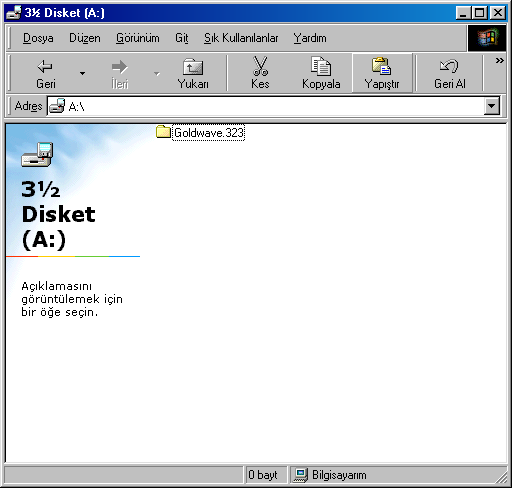 3½ Disket (A:)
Dosya Düzen Görünüm Git Sık Kullanılanlar Yardım
Geri İleri Yukarı Kes Kopyala Yapıştır Geri Al »
Adres A:\
Goldwave.323
3½
Disket
(A:)
Açıklamasını
görüntülemek için
bir öğe seçin.
0 bayt Bilgisayarım